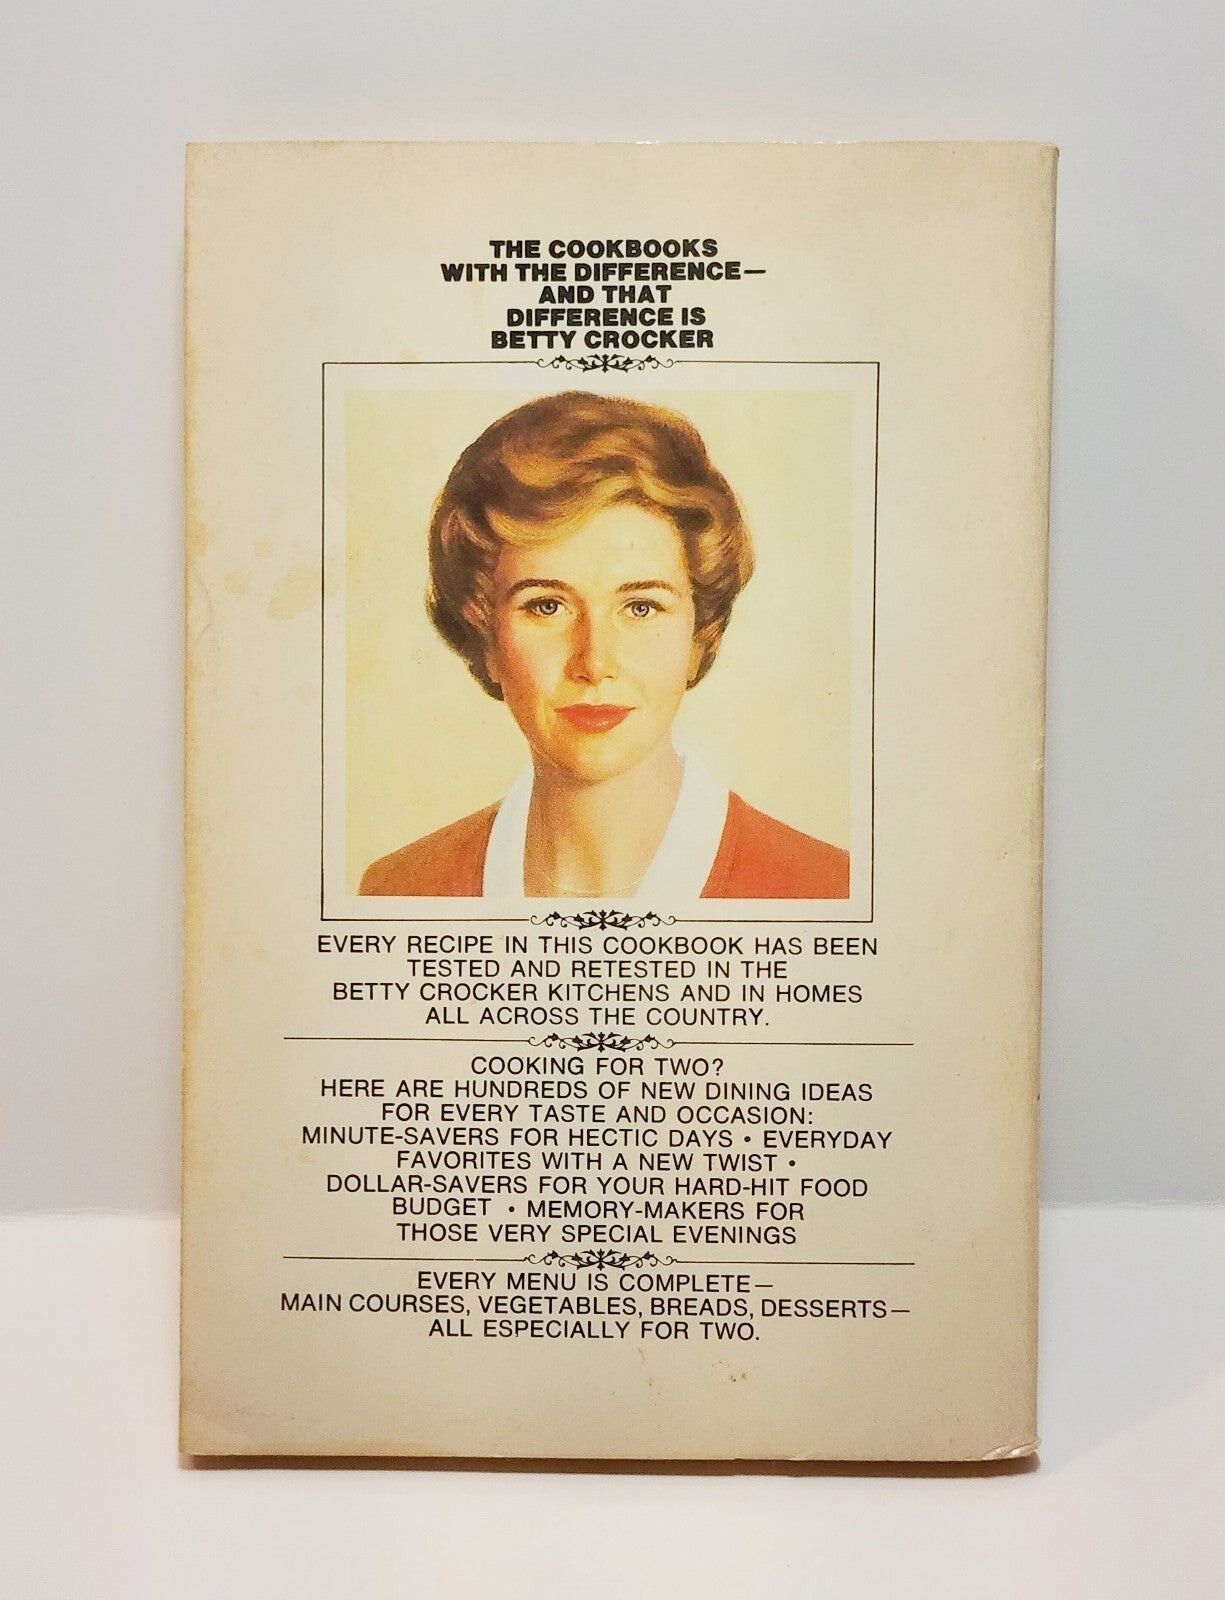 THE COOKBOOKS
WITH THE DIFFERENCE—
AND THAT
DIFFERENCE IS
BETTY CROCKER
EVERY RECIPE IN THIS COOKBOOK HAS BEEN
TESTED AND RETESTED IN THE
BETTY CROCKER KITCHENS AND IN HOMES
ALL ACROSS THE COUNTRY.
COOKING FOR TWO?
HERE ARE HUNDREDS OF NEW DINING IDEAS
FOR EVERY TASTE AND OCCASION:
MINUTE-SAVERS FOR HECTIC DAYS • EVERYDAY
FAVORITES WITH A NEW TWIST •
DOLLAR-SAVERS FOR YOUR HARD-HIT FOOD
BUDGET • MEMORY-MAKERS FOR
THOSE VERY SPECIAL EVENINGS
EVERY MENU IS COMPLETE—
MAIN COURSES, VEGETABLES, BREADS, DESSERTS—
ALL ESPECIALLY FOR TWO.